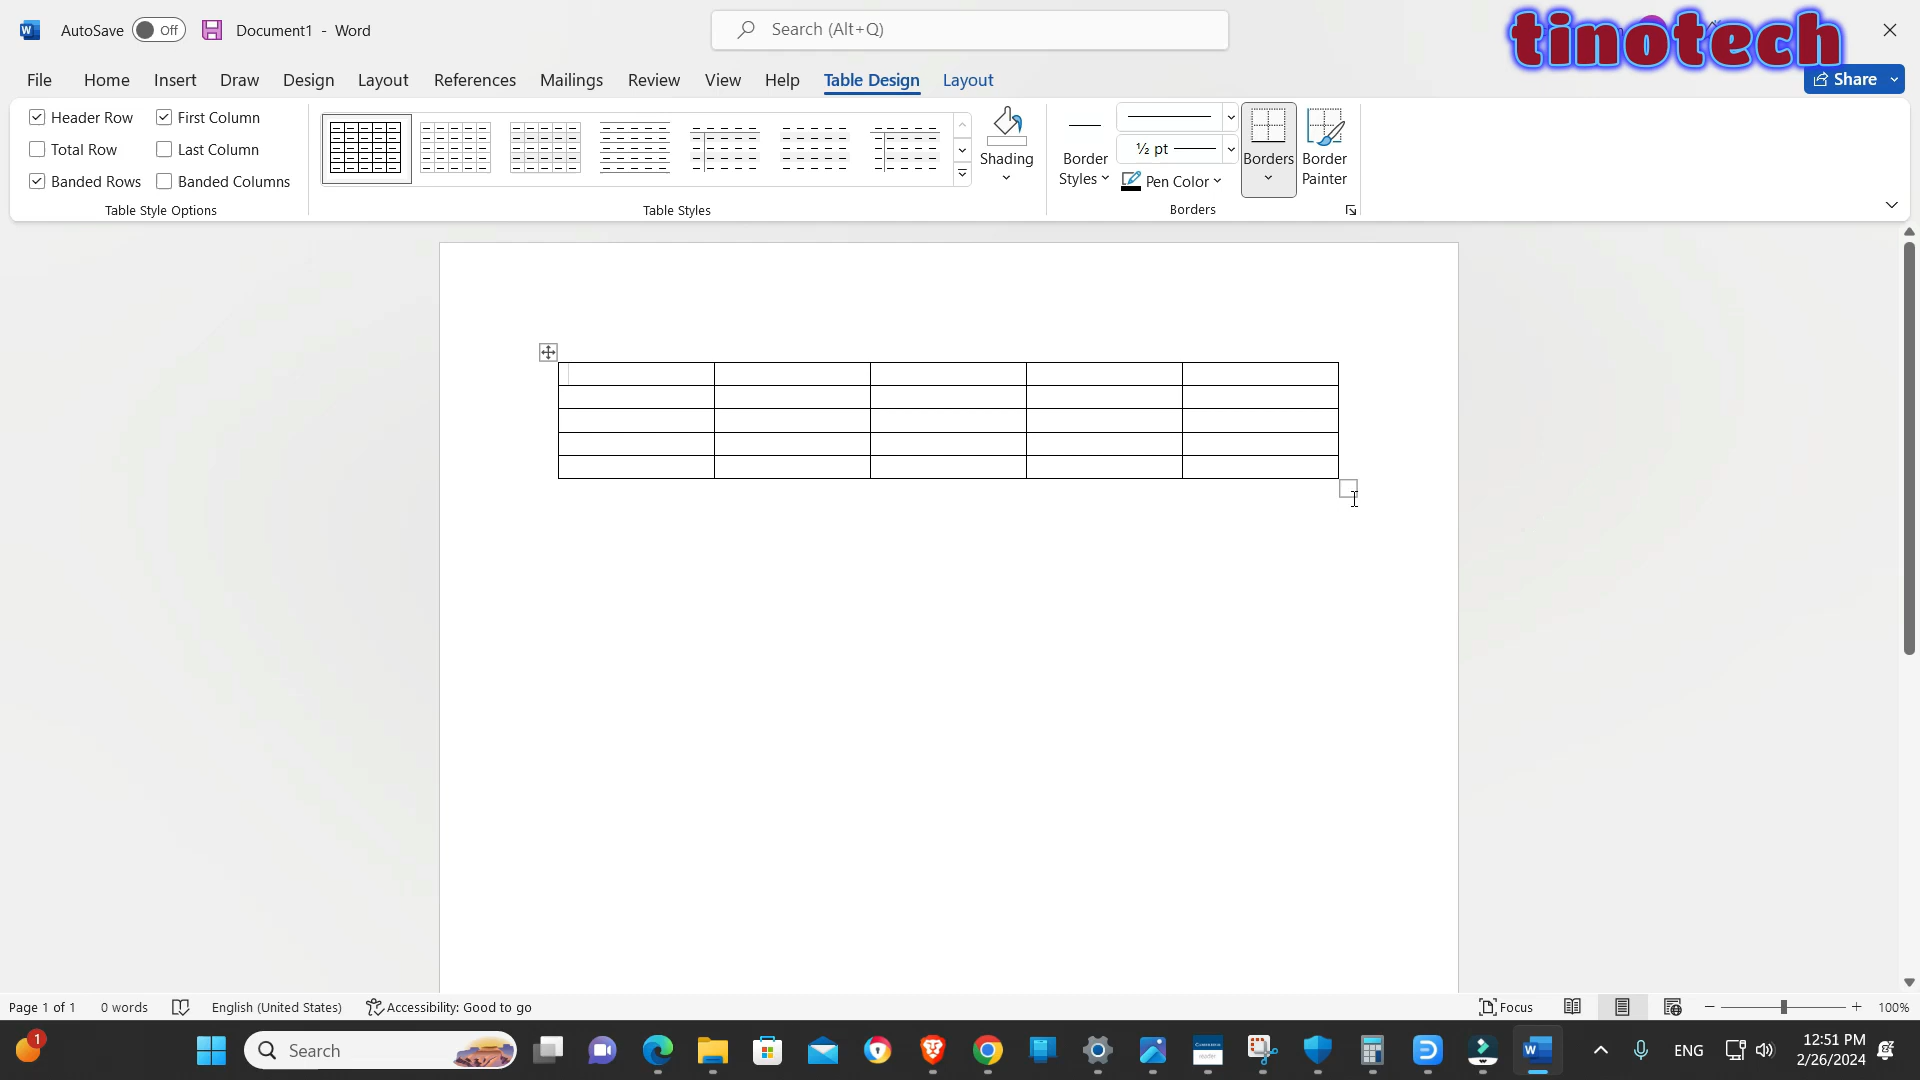 AutoSave Off Document1 - Word
Search (Alt+Q)
tinotech
File Home Insert Draw Design Layout References Mailings Review View Help Table Design Layout
Share
Header Row First Column
Total Row Last Column
Banded Rows Banded Columns
Table Style Options
Table Styles
Shading
Border Styles
½ pt
Pen Color
Borders
Border Painter
Borders
Page 1 of 1 0 words English (United States) Accessibility: Good to go
Focus
100%
1
Search
ENG
12:51 PM
2/26/2024